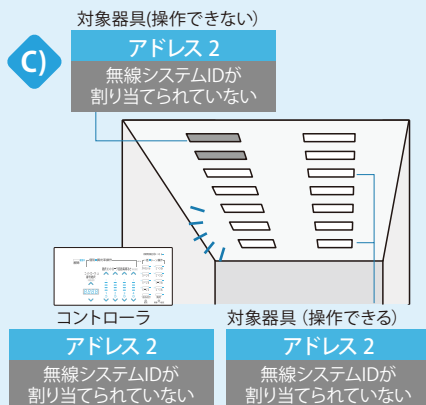 対象器具(操作できない)
C)
アドレス 2
無線システムIDが
割り当てられていない
コントローラ
対象器具（操作できる）
アドレス 2
無線システムIDが
割り当てられていない
アドレス 2
無線システムIDが
割り当てられていない